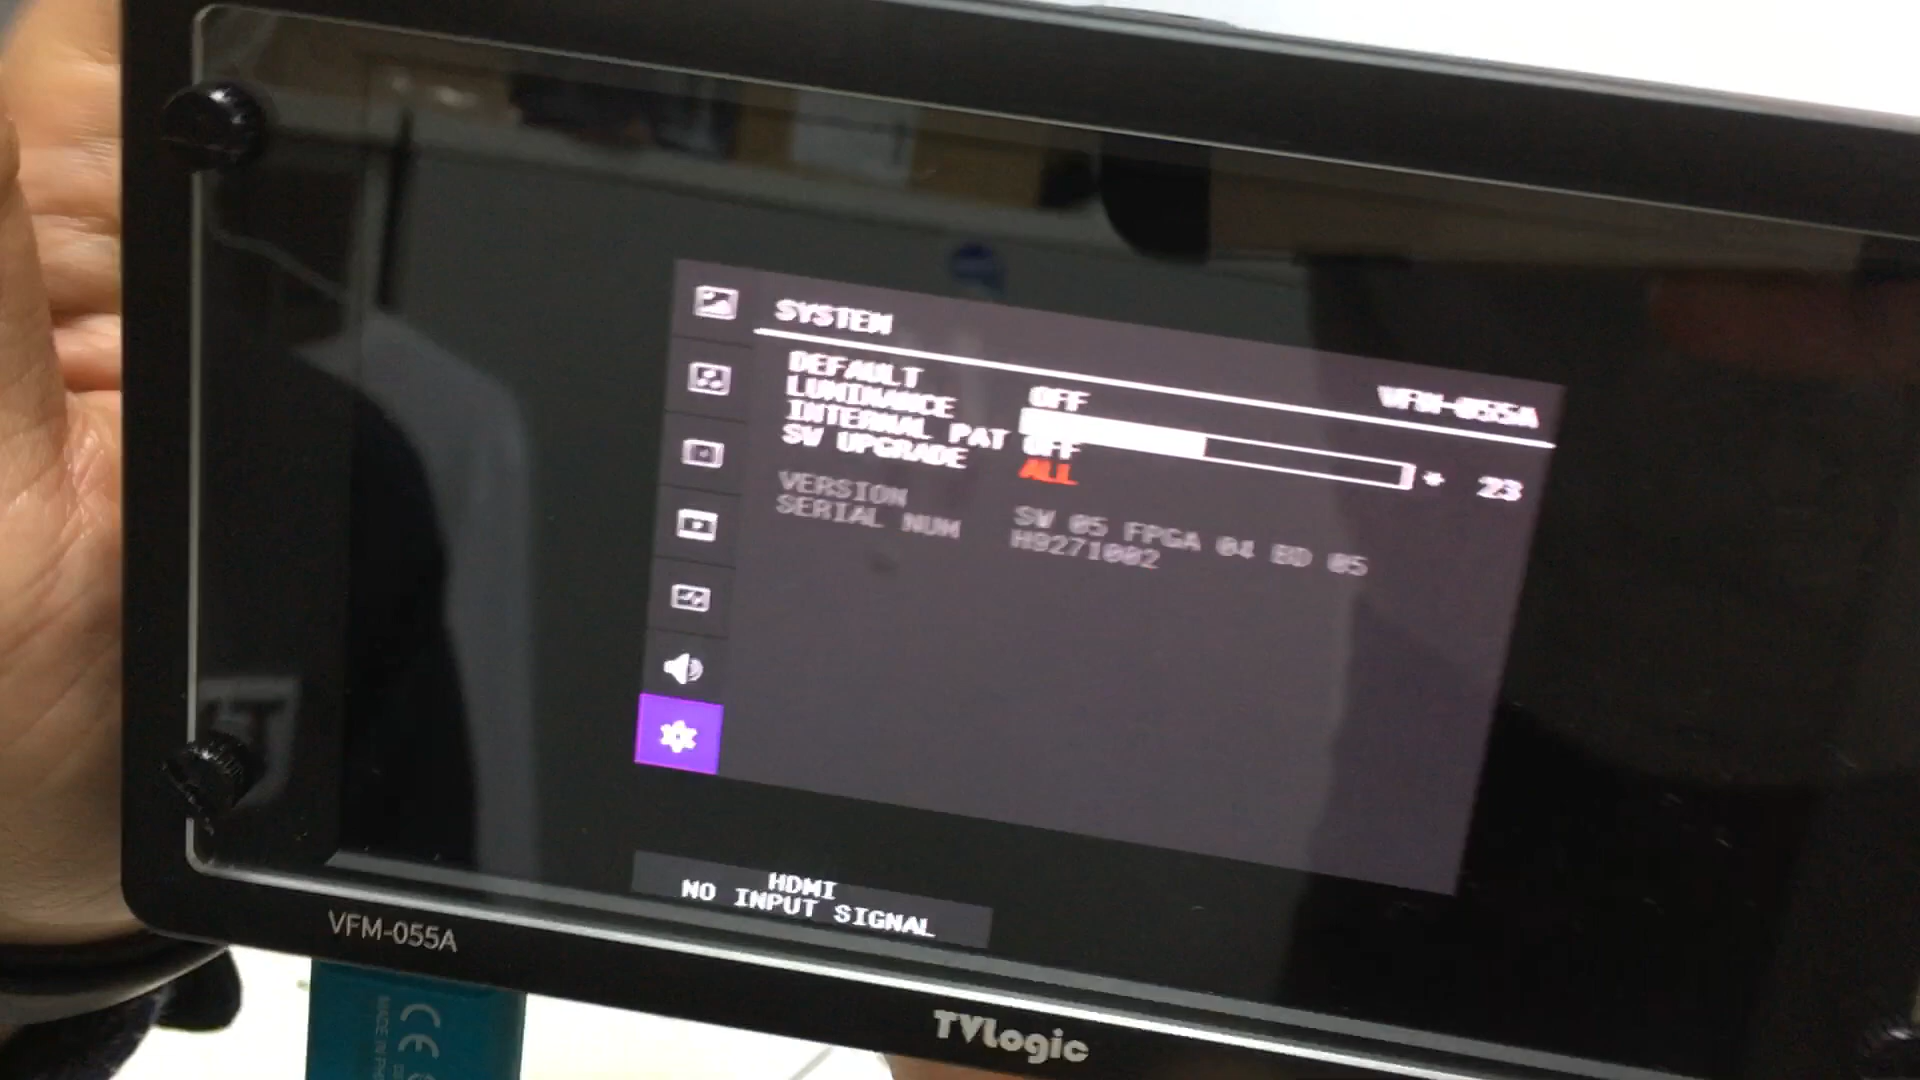 SYSTEM
VFM-055A
DEFAULT OFF
LUMINANCE * 23
INTERNAL PAT OFF
SW UPGRADE ALL
VERSION SW 05 FPGA 04 BD 05
SERIAL NUM H9271002
HDMI
NO INPUT SIGNAL
VFM-055A
TVLogic
CE